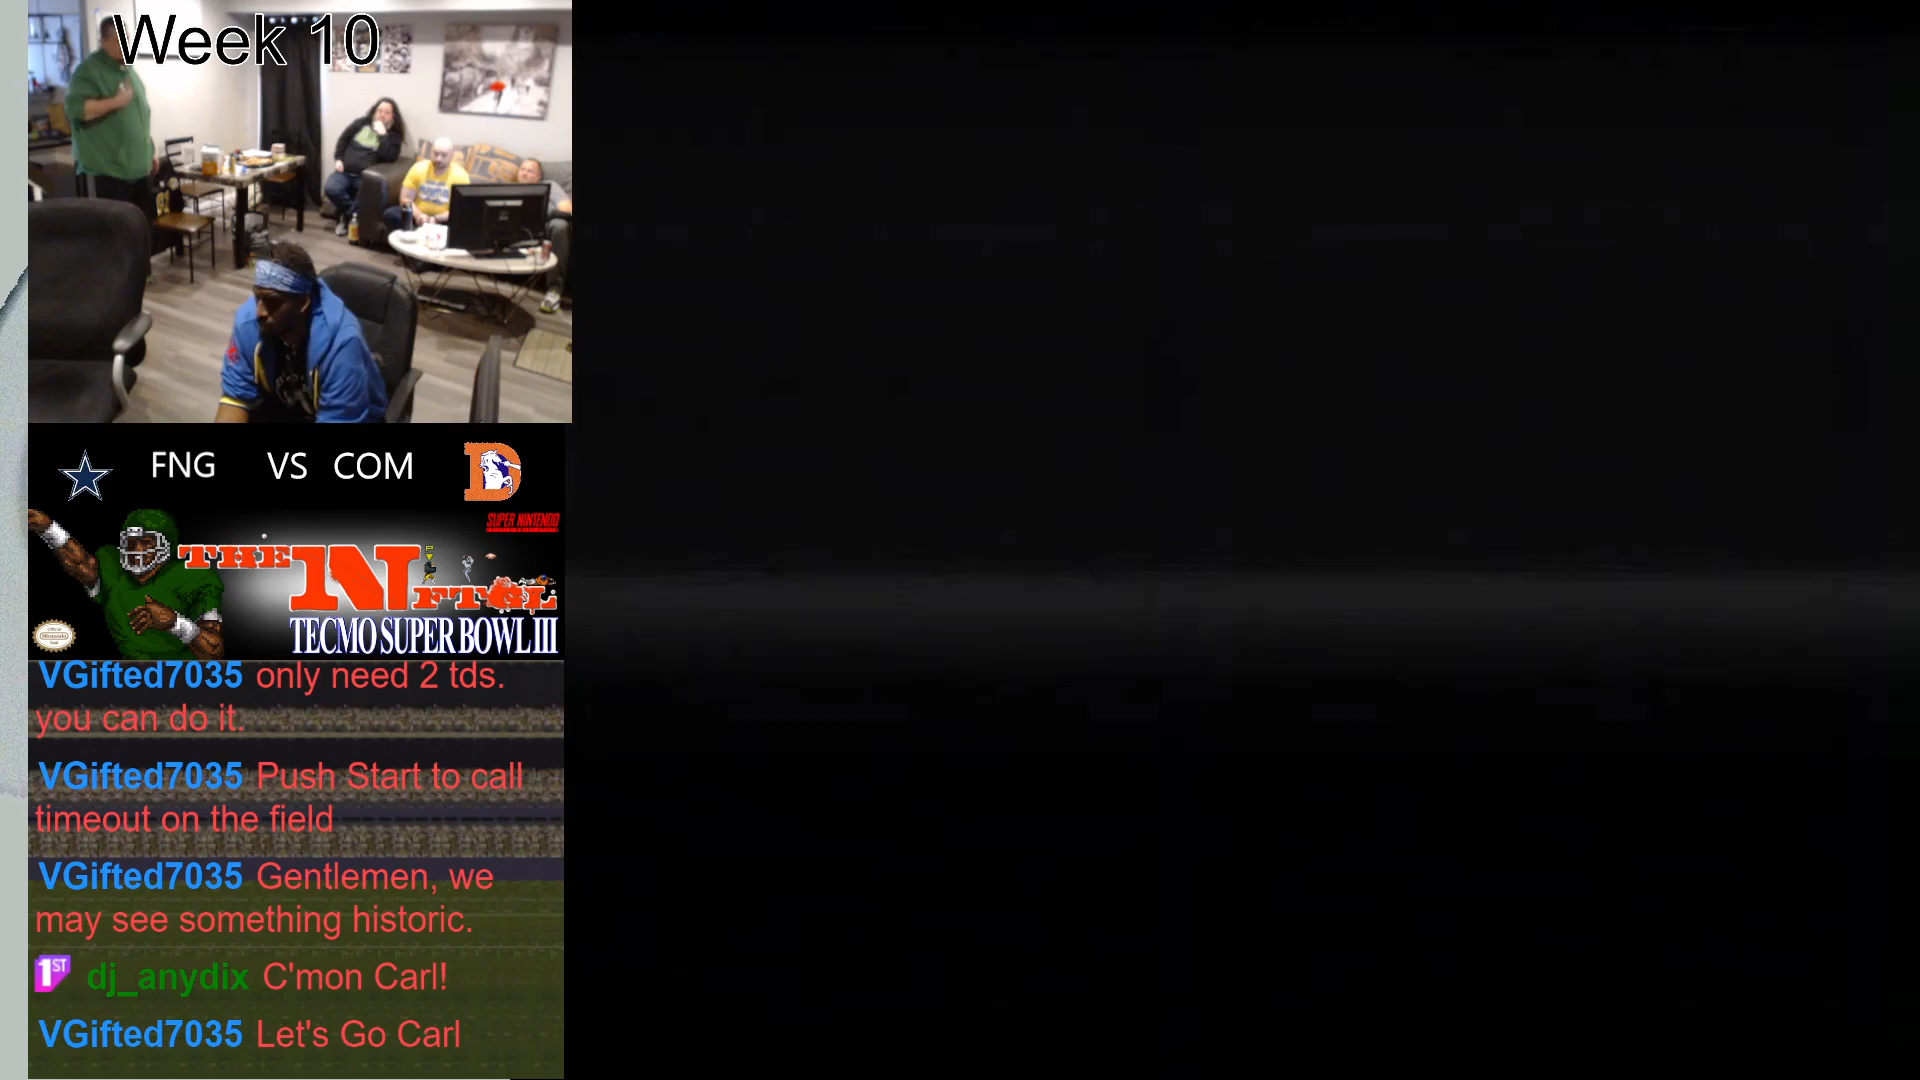 Week 10
FNG VS COM
SUPER NINTENDO
THE NFTSL
TECMO SUPER BOWL III
VGifted7035 only need 2 tds.
you can do it.
VGifted7035 Push Start to call
timeout on the field
VGifted7035 Gentlemen, we
may see something historic.
1ST dj_anydix C'mon Carl!
VGifted7035 Let's Go Carl